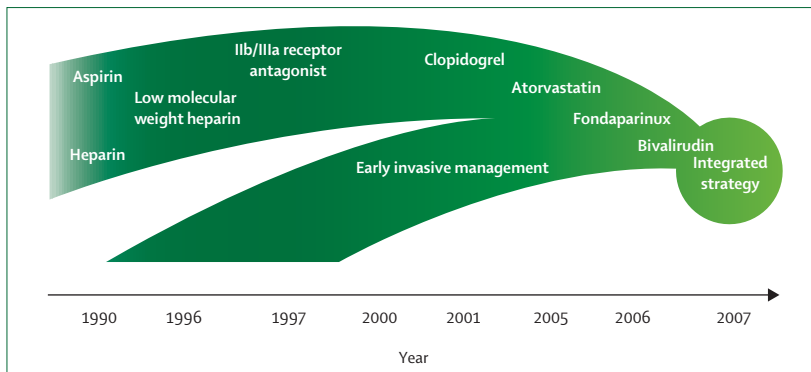 Aspirin
Low molecular
weight heparin
Heparin
IIb/IIIa receptor
antagonist
Clopidogrel
Atorvastatin
Fondaparinux
Bivalirudin
Early invasive management
Integrated
strategy
1990 1996 1997 2000 2001 2005 2006 2007
Year